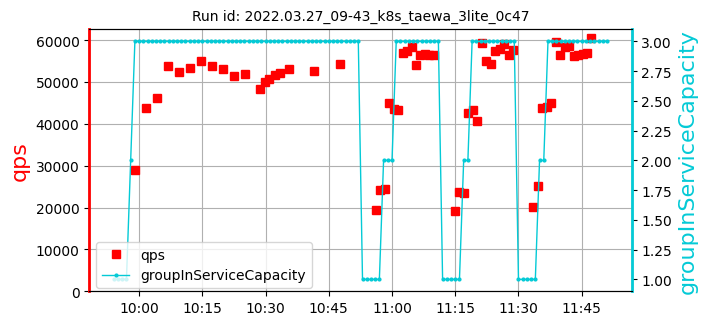 Run id: 2022.03.27_09-43_k8s_taewa_3lite_0c47
qps
60000
50000
40000
30000
20000
10000
0
3.00
2.75
2.50
2.25
2.00
1.75
1.50
1.25
1.00
groupInServiceCapacity
qps
groupInServiceCapacity
10:00 10:15 10:30 10:45 11:00 11:15 11:30 11:45